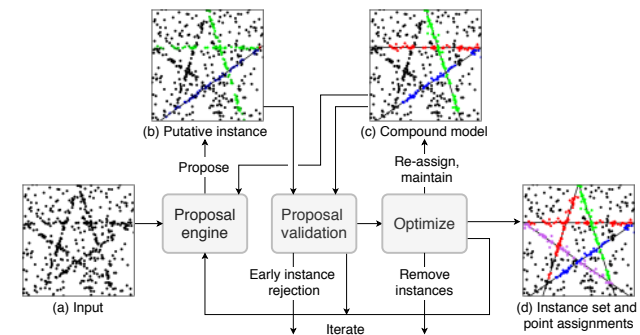 (b) Putative instance
(c) Compound model
Propose
Re-assign,
maintain
Proposal
engine
Proposal
validation
Optimize
(a) Input
Early instance
rejection
Remove
instances
(d) Instance set and
point assignments
Iterate